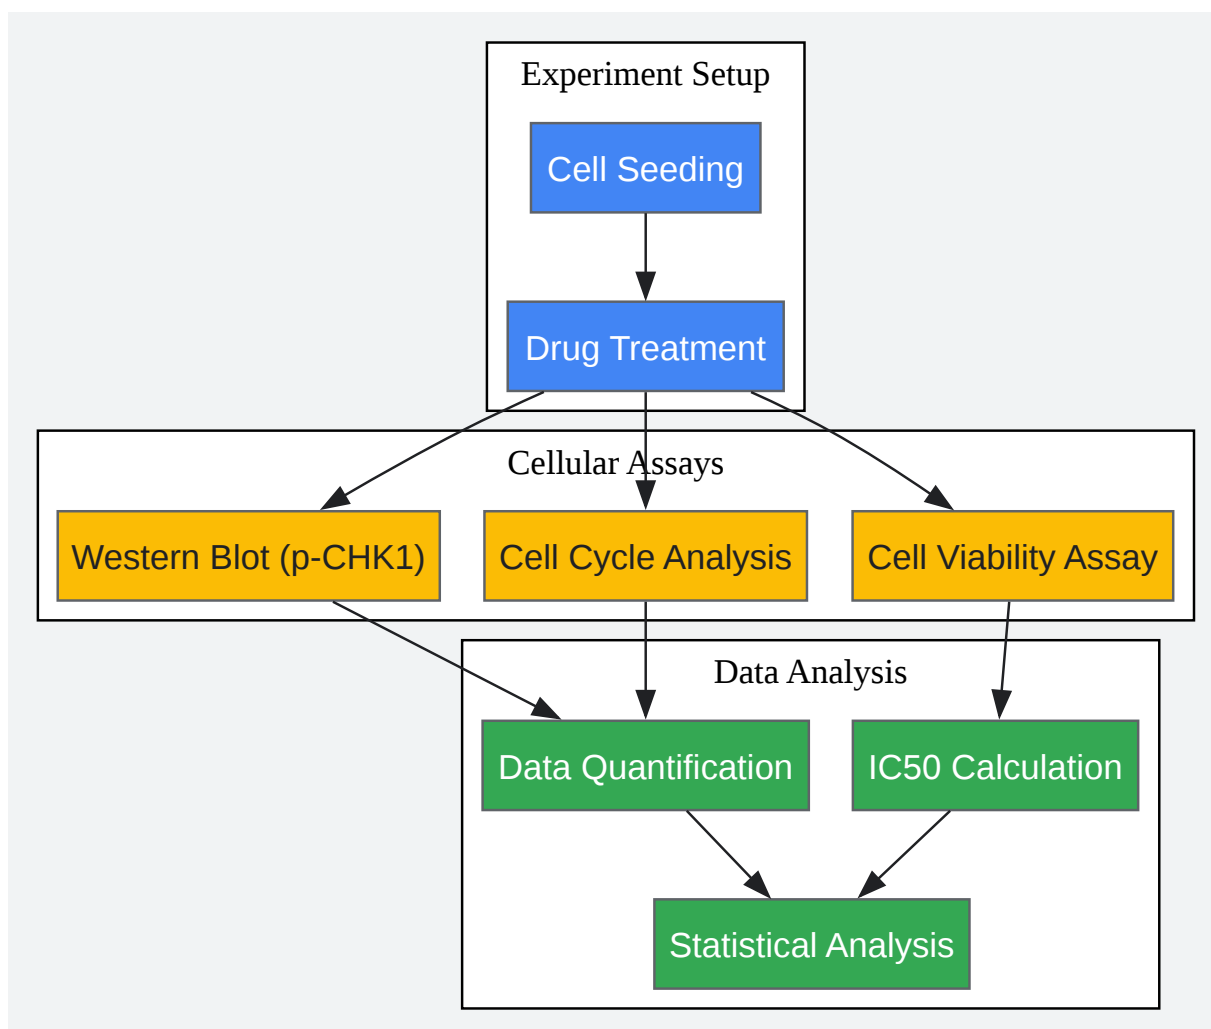 Experiment Setup
Cell Seeding
Drug Treatment
Cellular Assays
Western Blot (p-CHK1)
Cell Cycle Analysis
Cell Viability Assay
Data Analysis
Data Quantification
IC50 Calculation
Statistical Analysis